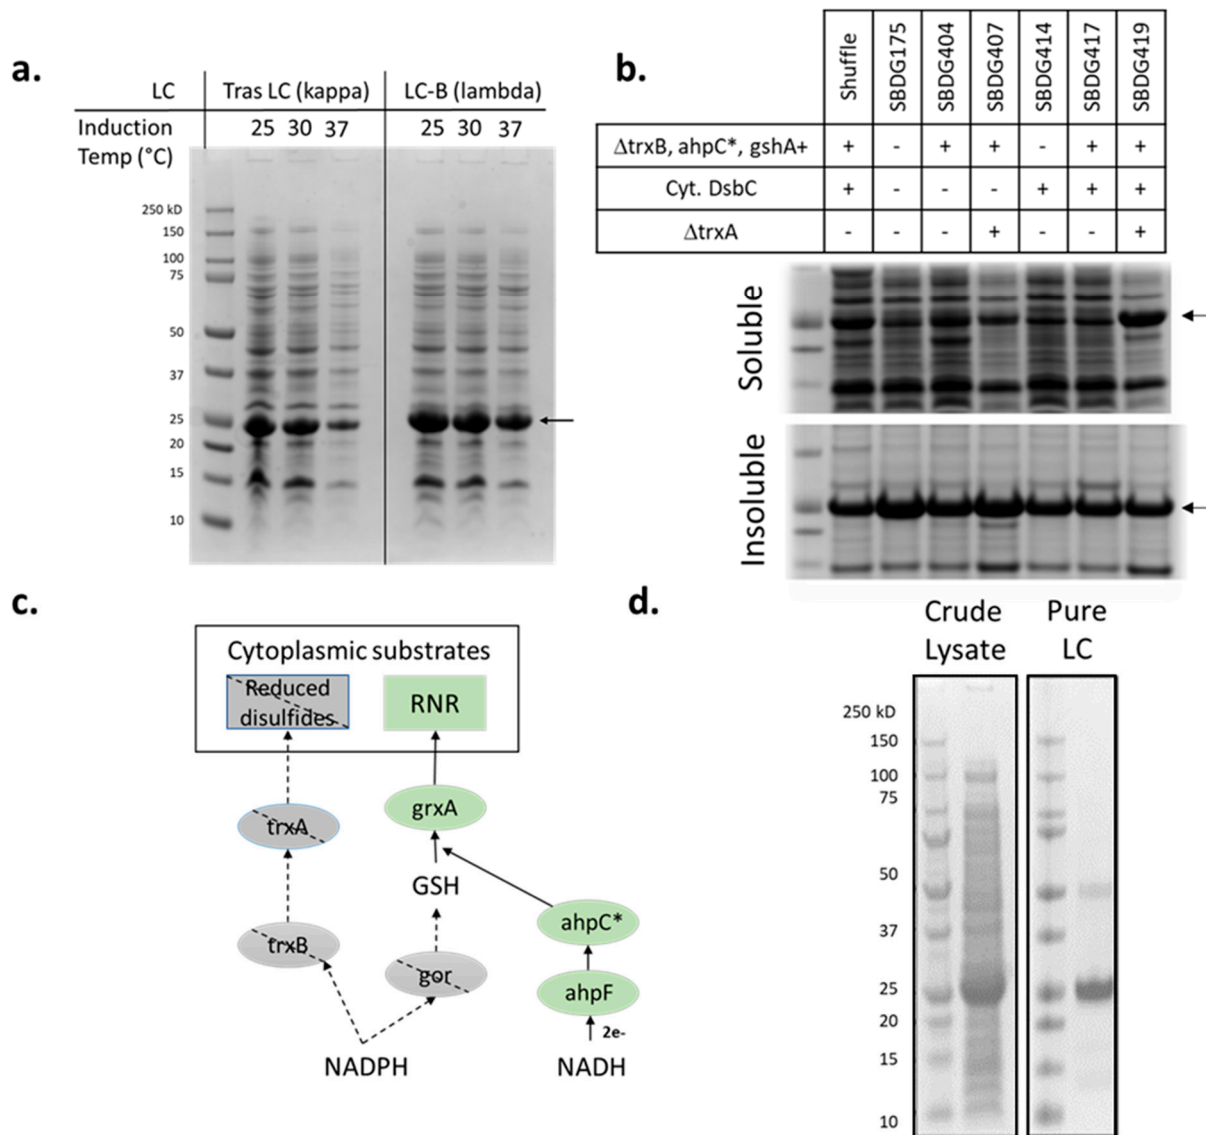 a.
LC Tras LC (kappa) LC-B (lambda)
Induction 25 30 37 25 30 37
Temp (°C)
250 kD
150
100
75
50
37
25
20
15
10
b.
Shuffle SBDG175 SBDG404 SBDG407 SBDG414 SBDG417 SBDG419
ΔtrxB, ahpC*, gshA+ + - + + - + +
Cyt. DsbC + - - - + + +
ΔtrxA - - - + - - +
Soluble
Insoluble
c.
Cytoplasmic substrates
Reduced RNR
disulfides
trxA grxA
GSH
trxB gor ahpC*
ahpF
2e-
NADPH NADH
d.
Crude Pure
Lysate LC
250 kD
150
100
75
50
37
25
20
15
10